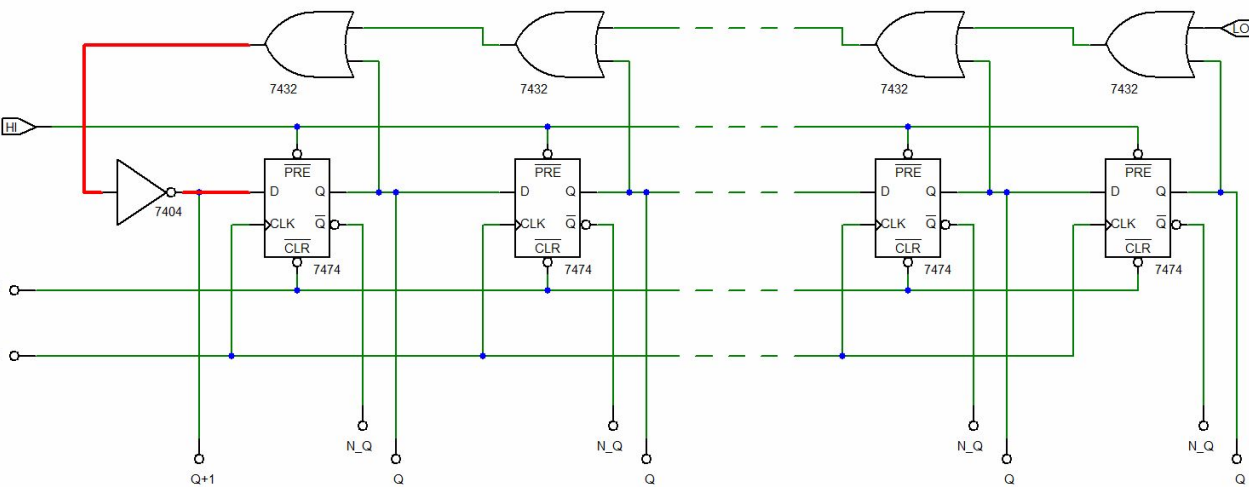 LO
7432 7432 7432 7432
HI
PRE PRE PRE PRE
D Q D Q D Q D Q
7404
CLK Q CLK Q CLK Q CLK Q
CLR CLR CLR CLR
7474 7474 7474 7474
N_Q N_Q N_Q N_Q
Q+1 Q Q Q Q